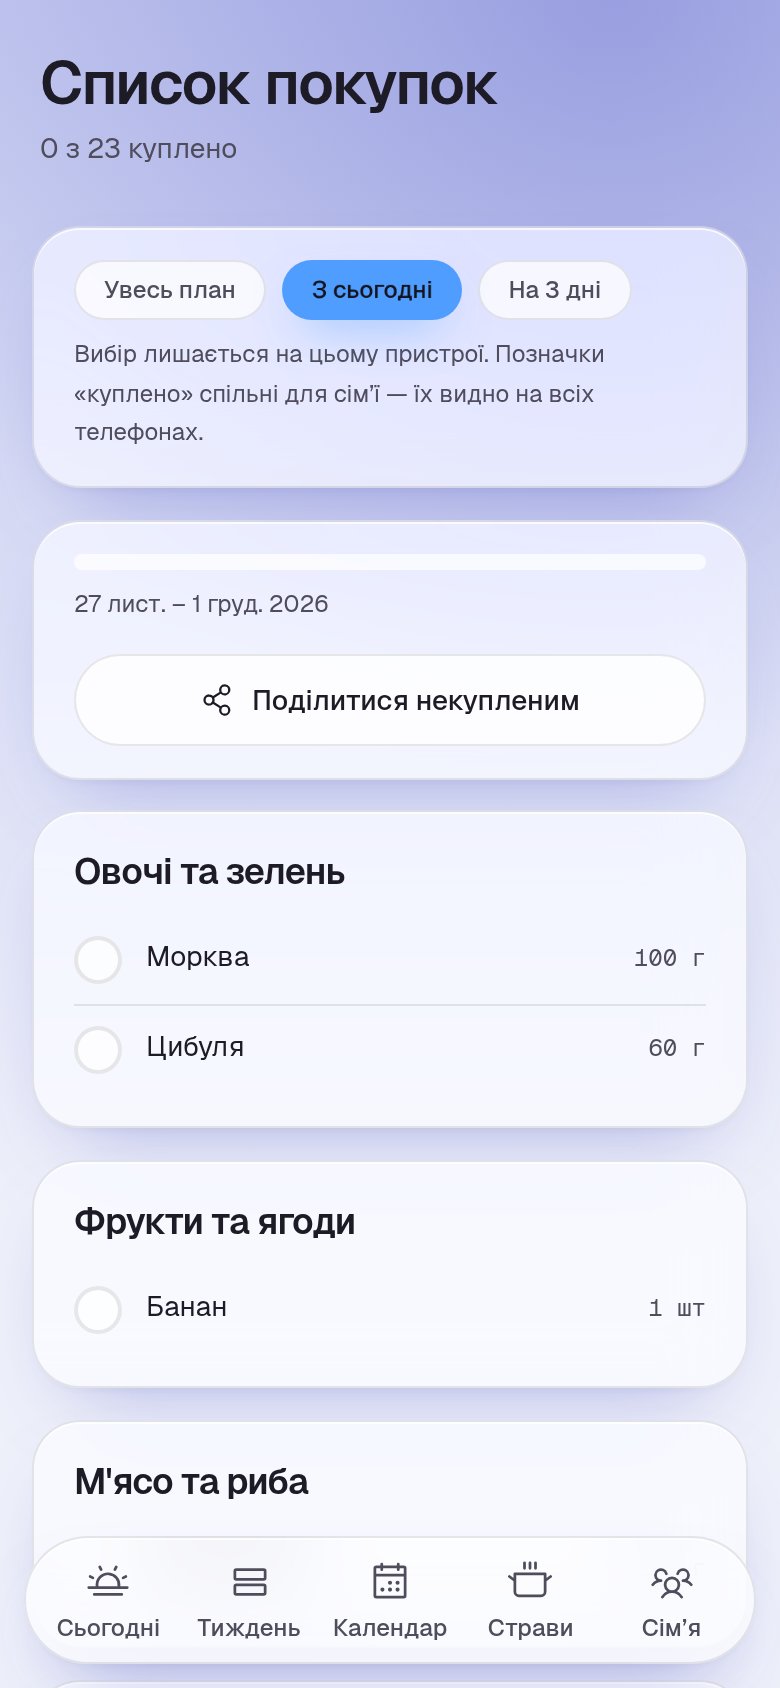 Список покупок
0 з 23 куплено
Увесь план
З сьогодні
На 3 дні
Вибір лишається на цьому пристрої. Позначки
«куплено» спільні для сім’ї — їх видно на всіх
телефонах.
27 лист. – 1 груд. 2026
Поділитися некупленим
Овочі та зелень
Морква 100 г
Цибуля 60 г
Фрукти та ягоди
Банан 1 шт
М'ясо та риба
Сьогодні Тиждень Календар Страви Сім’я